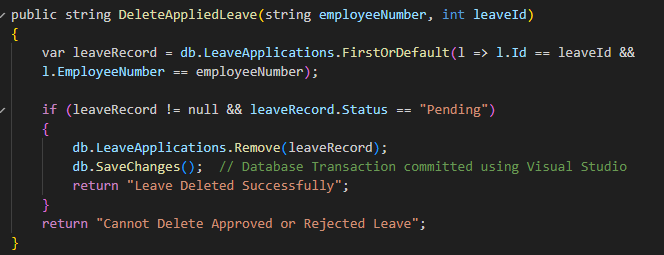 public string DeleteAppliedLeave(string employeeNumber, int leaveId)
{
var leaveRecord = db.LeaveApplications.FirstOrDefault(l => l.Id == leaveId &&
l.EmployeeNumber == employeeNumber);
if (leaveRecord != null && leaveRecord.Status == "Pending")
{
db.LeaveApplications.Remove(leaveRecord);
db.SaveChanges();  // Database Transaction committed using Visual Studio
return "Leave Deleted Successfully";
}
return "Cannot Delete Approved or Rejected Leave";
}